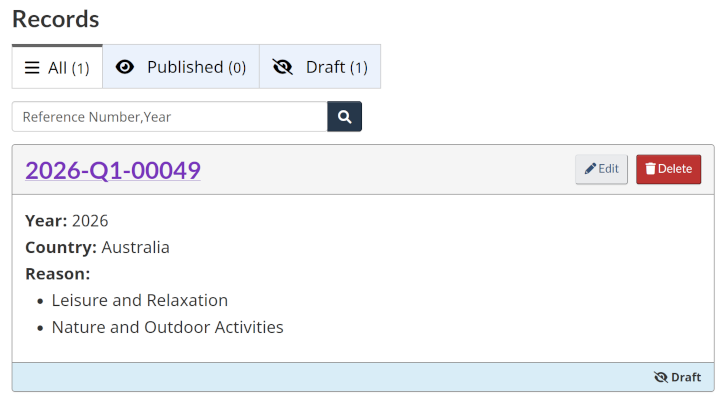 Records
All (1) Published (0) Draft (1)
Reference Number,Year
2026-Q1-00049 Edit Delete
Year: 2026
Country: Australia
Reason:
• Leisure and Relaxation
• Nature and Outdoor Activities
Draft